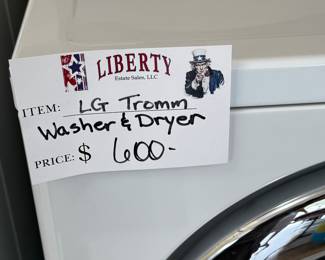 LIBERTY
Estate Sales, LLC
ITEM: LG Tromm
Washer & Dryer
PRICE: $ 600-